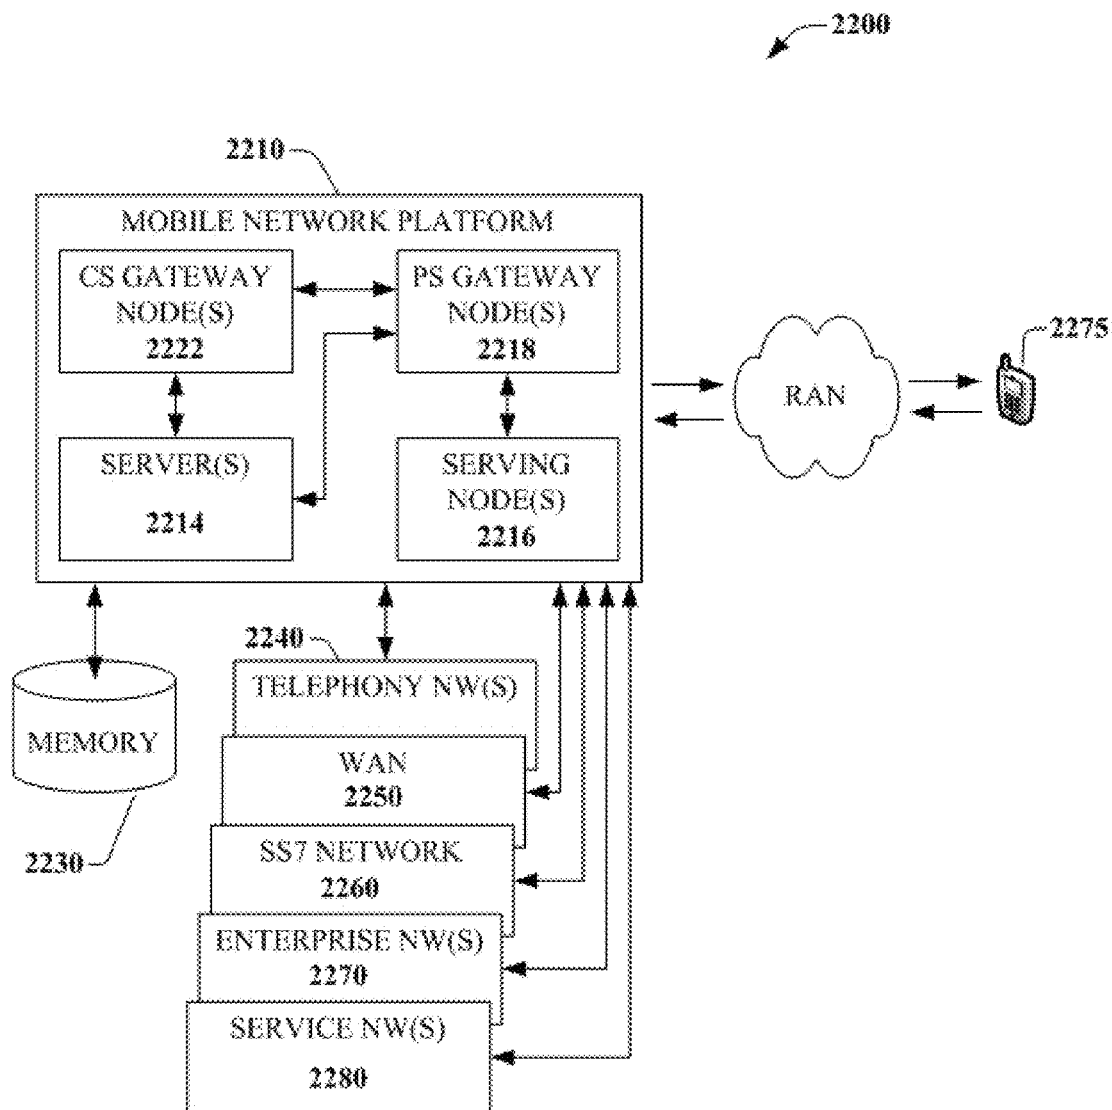 2200
2210
MOBILE NETWORK PLATFORM
CS GATEWAY
NODE(S)
2222
PS GATEWAY
NODE(S)
2218
SERVER(S)
2214
SERVING
NODE(S)
2216
RAN
2275
2240
TELEPHONY NW(S)
MEMORY
2230
WAN
2250
SS7 NETWORK
2260
ENTERPRISE NW(S)
2270
SERVICE NW(S)
2280